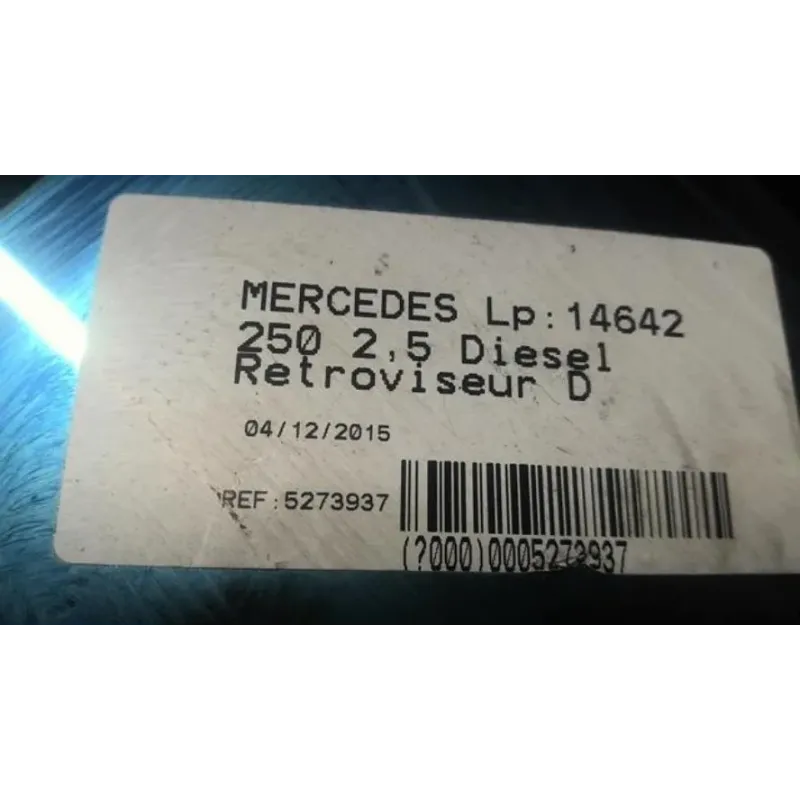 MERCEDES Lp:14642
250 2,5 Diesel
Retroviseur D
04/12/2015
REF:5273937
(?000)0005273937